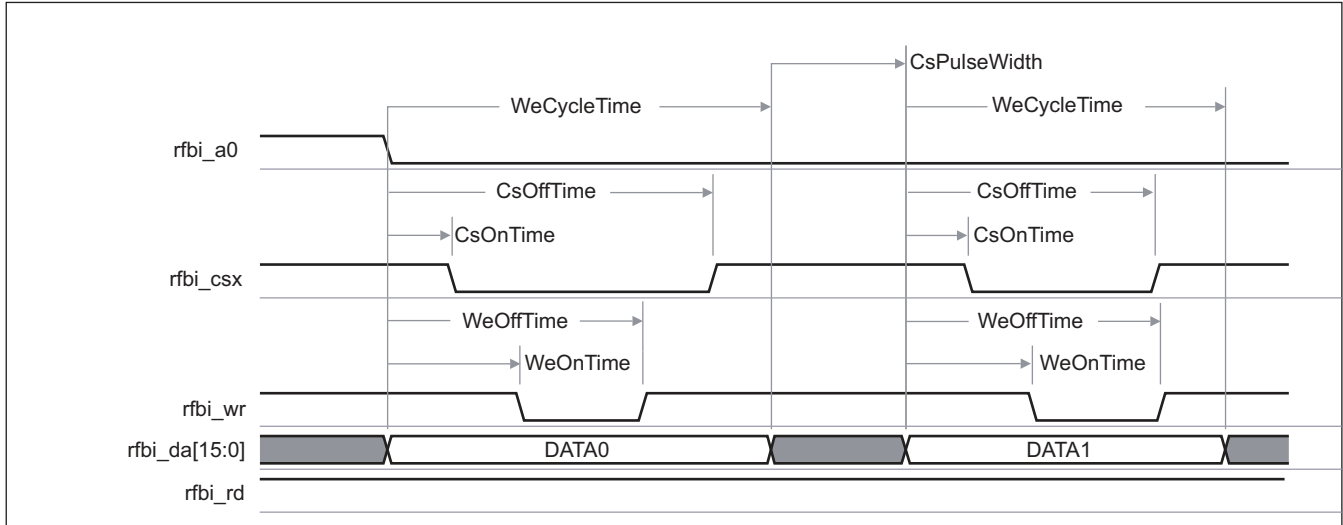 CsPulseWidth
WeCycleTime WeCycleTime
rfbi_a0
CsOffTime CsOffTime
CsOnTime CsOnTime
rfbi_csx
WeOffTime WeOffTime
WeOnTime WeOnTime
rfbi_wr
rfbi_da[15:0] DATA0 DATA1
rfbi_rd